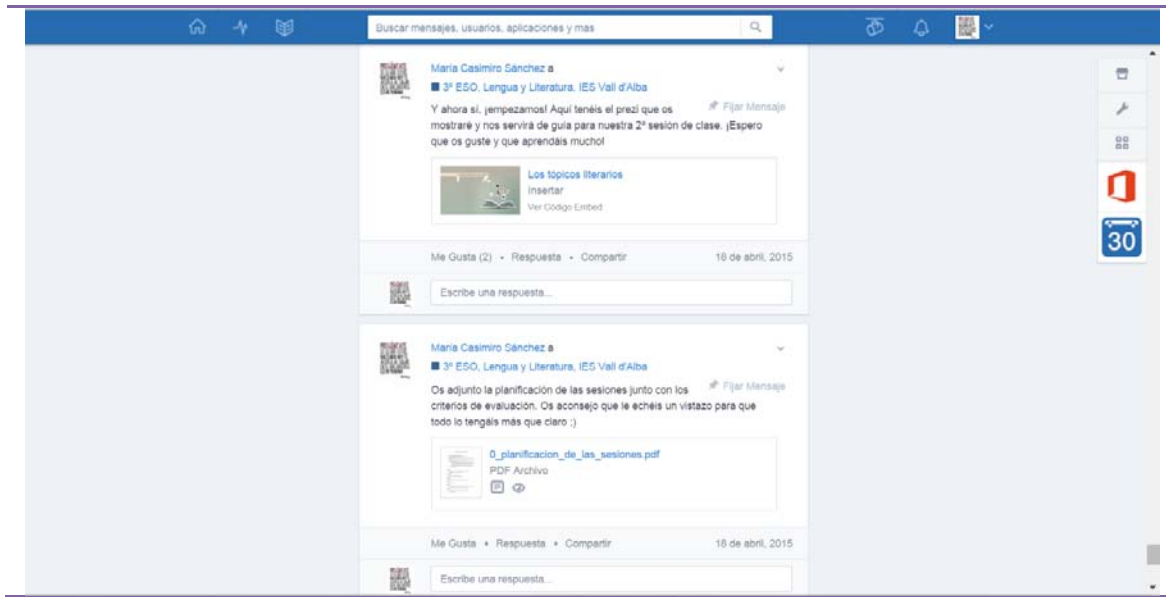 Buscar mensajes, usuarios, aplicaciones y mas
María Casimiro Sánchez a
3º ESO, Lengua y Literatura. IES Vall d'Alba
Y ahora sí, ¡empezamos! Aquí tenéis el prezi que os
Fijar Mensaje
mostraré y nos servirá de guía para nuestra 2ª sesión de clase. ¡Espero
que os guste y que aprendáis mucho!
Los tópicos literarios
insertar
Ver Código Embed
Me Gusta (2) • Respuesta • Compartir 18 de abril, 2015
Escribe una respuesta...
30
María Casimiro Sánchez a
3º ESO, Lengua y Literatura. IES Vall d'Alba
Os adjunto la planificación de las sesiones junto con los
Fijar Mensaje
criterios de evaluación. Os aconsejo que le echéis un vistazo para que
todo lo tengáis más que claro ;)
0_planificacion_de_las_sesiones.pdf
PDF Archivo
Me Gusta • Respuesta • Compartir 18 de abril, 2015
Escribe una respuesta...